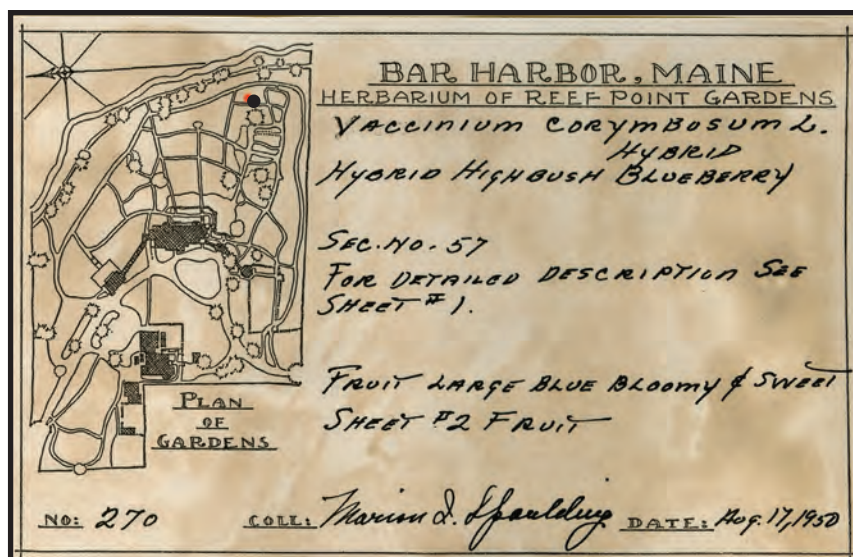 BAR HARBOR, MAINE
HERBARIUM OF REEF POINT GARDENS
VACCINIUM CORYMBOSUM L.
HYBRID
HYBRID HIGHBUSH BLUEBERRY
SEC. NO. 57
FOR DETAILED DESCRIPTION SEE
SHEET #1.
FRUIT LARGE BLUE BLOOMY & SWEET
SHEET #2 FRUIT
PLAN
OF
GARDENS
NO: 270 COLL: Marion I. Spaulding DATE: Aug. 17, 1950